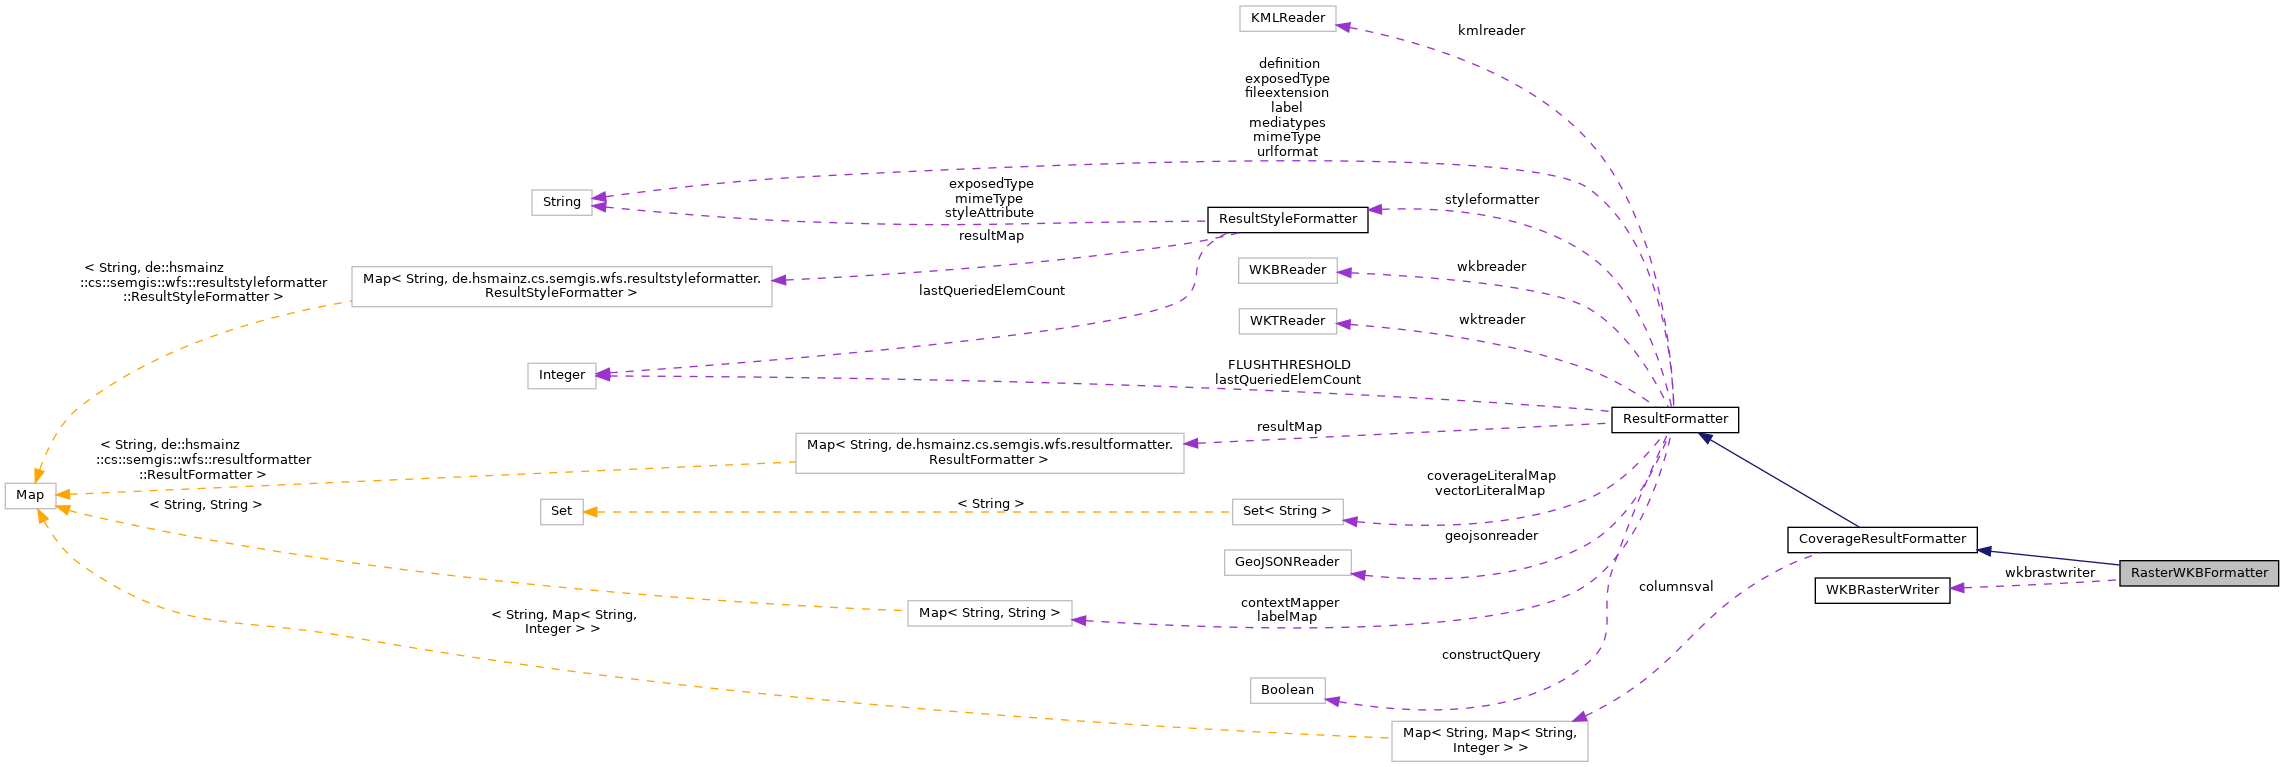 KMLReader
kmlreader
definition
exposedType
fileextension
label
mediatypes
mimeType
urlformat
String
exposedType
mimeType
styleAttribute
ResultStyleFormatter
styleformatter
resultMap
< String, de::hsmainz
::cs::semgis::wfs::resultstyleformatter
::ResultStyleFormatter >
Map< String, de.hsmainz.cs.semgis.wfs.resultstyleformatter.
ResultStyleFormatter >
WKBReader
wkbreader
lastQueriedElemCount
WKTReader
wktreader
Integer
FLUSHTHRESHOLD
lastQueriedElemCount
ResultFormatter
resultMap
< String, de::hsmainz
::cs::semgis::wfs::resultformatter
::ResultFormatter >
Map< String, de.hsmainz.cs.semgis.wfs.resultformatter.
ResultFormatter >
Map
< String, String >
Set
< String >
Set< String >
coverageLiteralMap
vectorLiteralMap
geojsonreader
GeoJSONReader
CoverageResultFormatter
RasterWKBFormatter
wkbrastwriter
WKBRasterWriter
columnsval
Map< String, String >
contextMapper
labelMap
< String, Map< String,
Integer > >
constructQuery
Boolean
Map< String, Map< String,
Integer > >